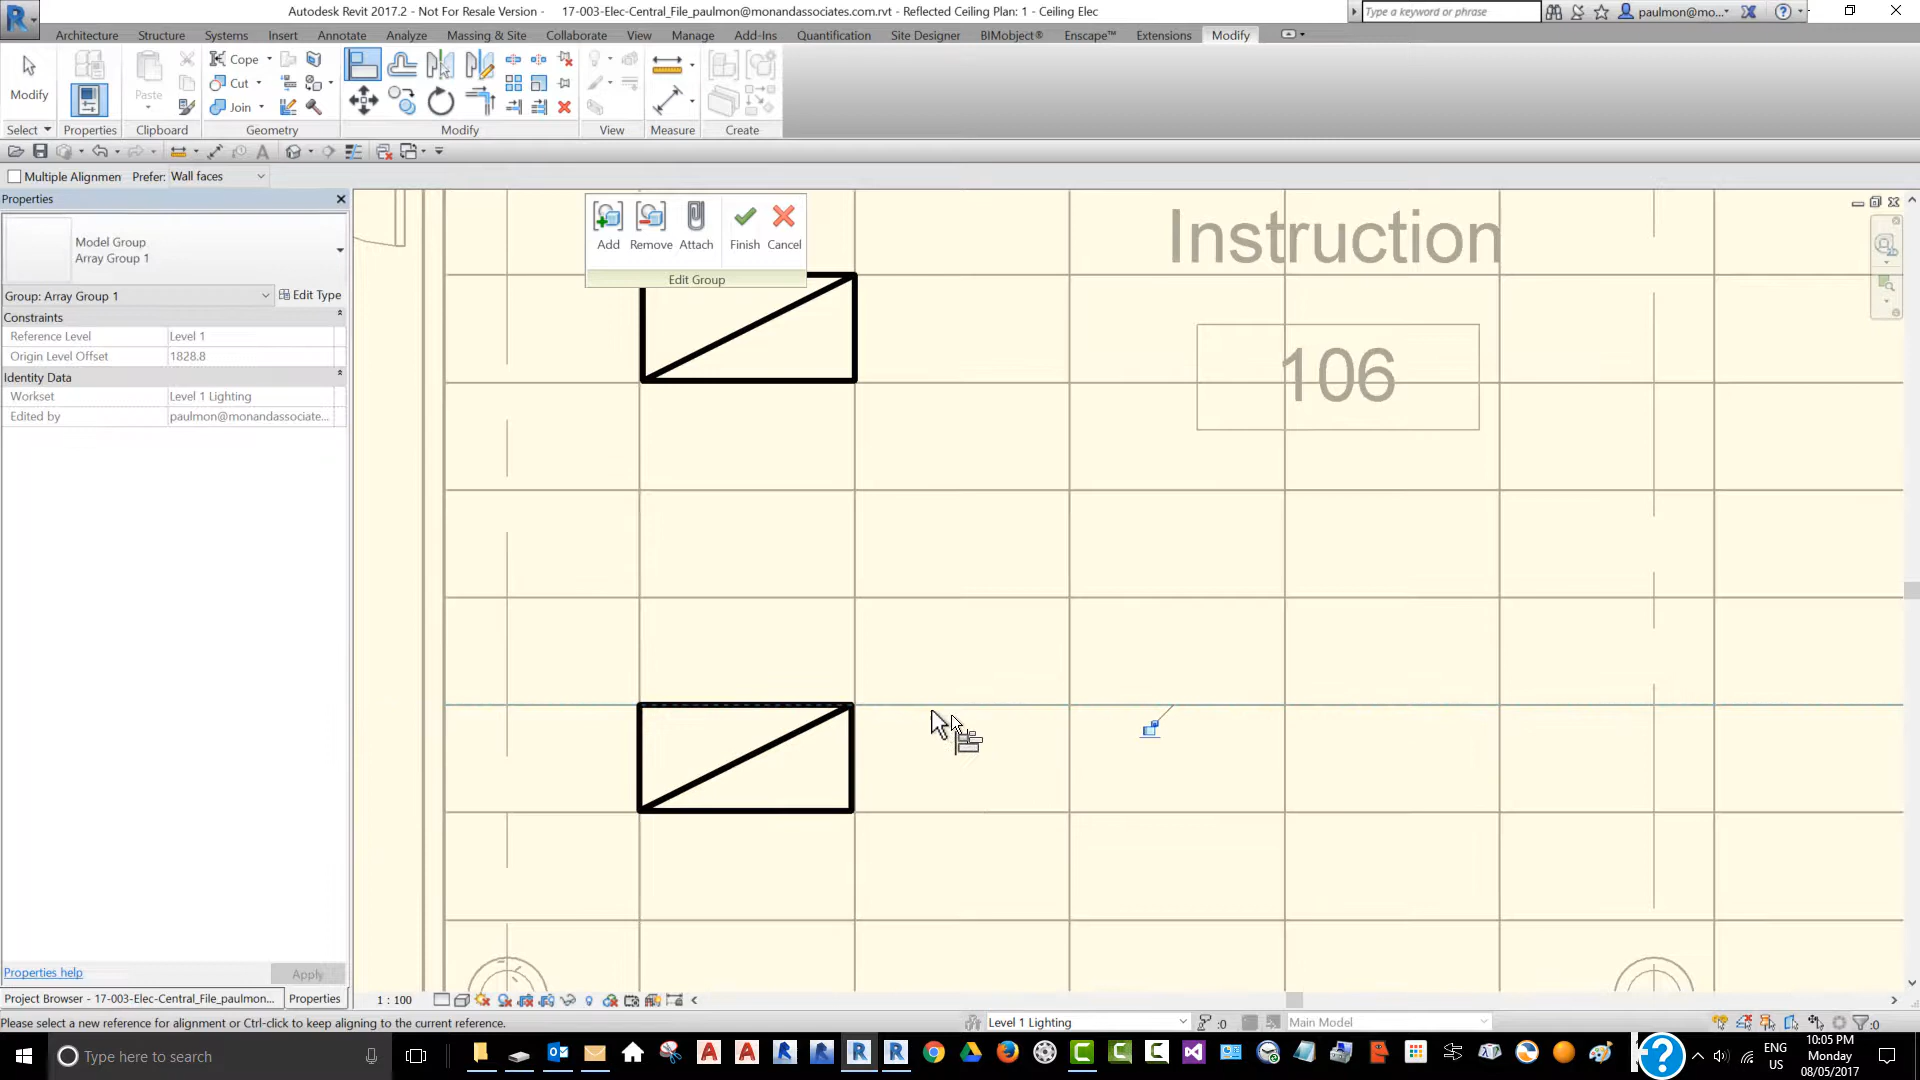 Autodesk Revit 2017.2 - Not For Resale Version - 17-003-Elec-Central_File_paulmon@monandassociates.com.rvt - Reflected Ceiling Plan: 1 - Ceiling Elec
Type a keyword or phrase
paulmon@mo...
Architecture Structure Systems Insert Annotate Analyze Massing & Site Collaborate View Manage Add-Ins Quantification Site Designer BIMobject® Enscape™ Extensions Modify
Modify Paste Cope Cut Join
Select Properties Clipboard Geometry Modify View Measure Create
Multiple Alignmen Prefer: Wall faces
Properties
Model Group
Array Group 1
Group: Array Group 1 Edit Type
Constraints
Reference Level Level 1
Origin Level Offset 1828.8
Identity Data
Workset Level 1 Lighting
Edited by paulmon@monandassociate...
Add Remove Attach Finish Cancel
Edit Group
Instruction
106
Properties help Apply
Project Browser - 17-003-Elec-Central_File_paulmon... Properties
1 : 100
Please select a new reference for alignment or Ctrl-click to keep aligning to the current reference.
Level 1 Lighting :0 Main Model :0
Type here to search
ENG
US
10:05 PM
Monday
08/05/2017